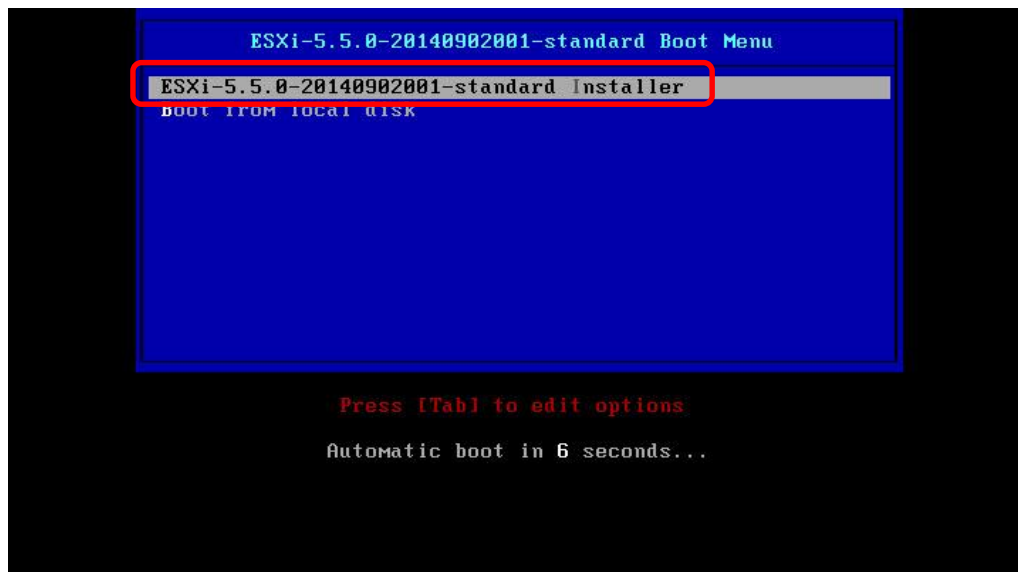 ESXi-5.5.0-20140902001-standard Boot Menu
ESXi-5.5.0-20140902001-standard Installer
Boot from local disk
Press [Tab] to edit options
Automatic boot in 6 seconds...